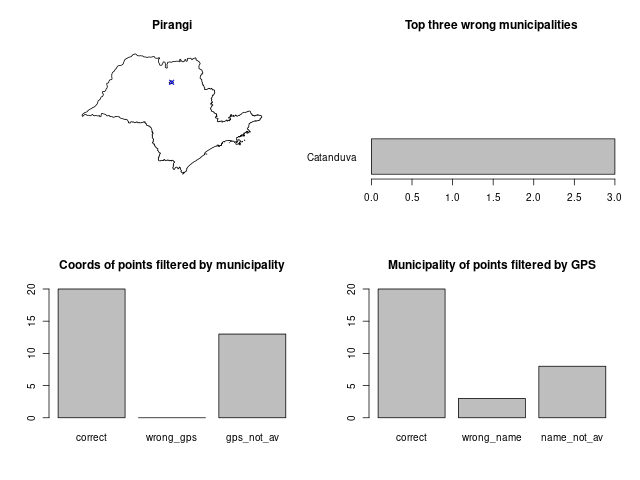 Pirangi
Top three wrong municipalities
Catanduva
0.0 0.5 1.0 1.5 2.0 2.5 3.0
Coords of points filtered by municipality
20
15
10
5
0
correct wrong_gps gps_not_av
Municipality of points filtered by GPS
20
15
10
5
0
correct wrong_name name_not_av